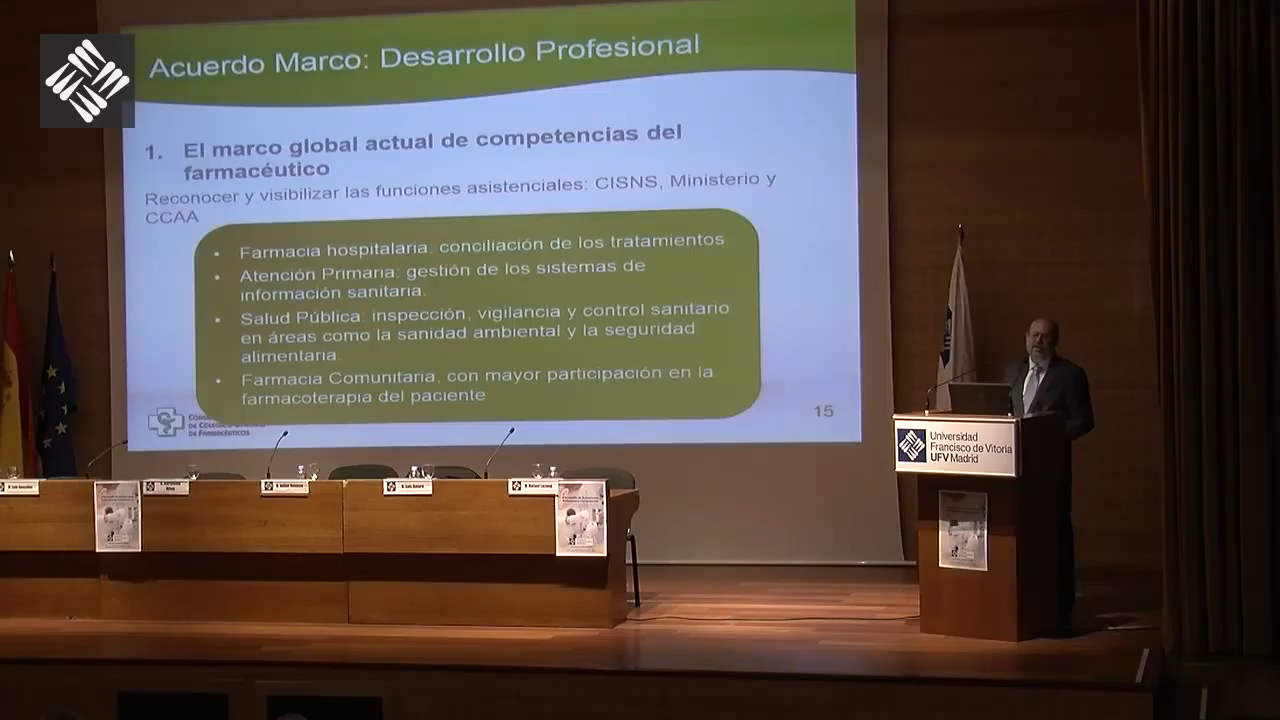 Acuerdo Marco: Desarrollo Profesional
1. El marco global actual de competencias del
farmacéutico
Reconocer y visibilizar las funciones asistenciales: CISNS, Ministerio y
CCAA
• Farmacia hospitalaria: conciliación de los tratamientos
• Atención Primaria: gestión de los sistemas de
información sanitaria.
• Salud Pública: inspección, vigilancia y control sanitario
en áreas como la sanidad ambiental y la seguridad
alimentaria.
• Farmacia Comunitaria, con mayor participación en la
farmacoterapia del paciente
DE FARMACÉUTICOS
15
Universidad
Francisco de Vitoria
UFV Madrid